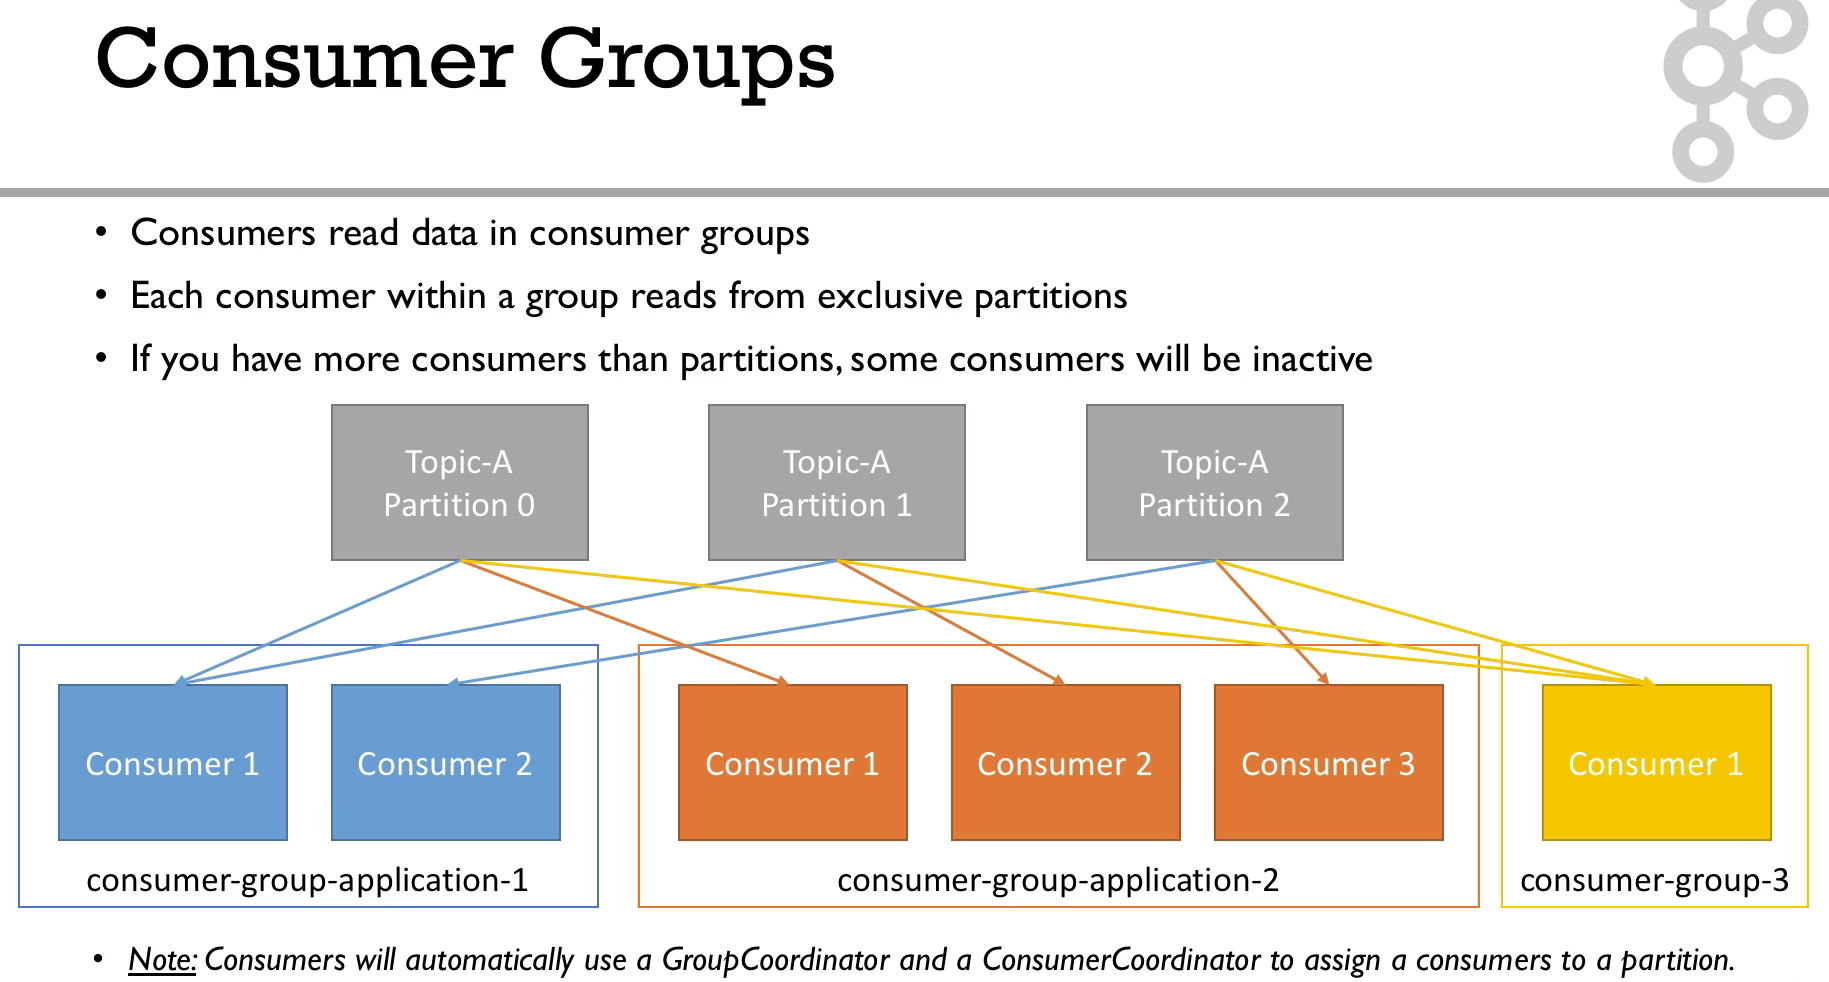 Consumer Groups
• Consumers read data in consumer groups
• Each consumer within a group reads from exclusive partitions
• If you have more consumers than partitions, some consumers will be inactive
Topic-A
Partition 0
Topic-A
Partition 1
Topic-A
Partition 2
Consumer 1
Consumer 2
consumer-group-application-1
Consumer 1
Consumer 2
Consumer 3
consumer-group-application-2
Consumer 1
consumer-group-3
• Note: Consumers will automatically use a GroupCoordinator and a ConsumerCoordinator to assign a consumers to a partition.